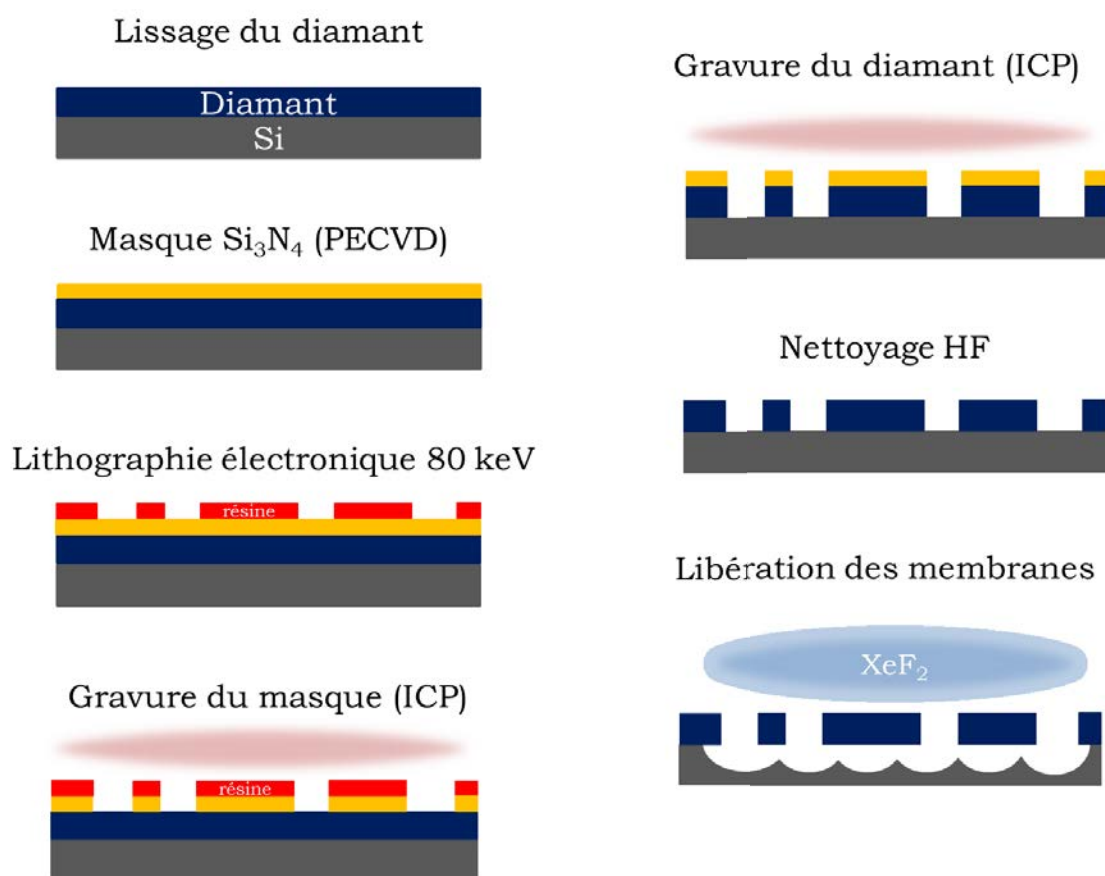 Lissage du diamant
Diamant
Si
Masque Si₃N₄ (PECVD)
Lithographie électronique 80 keV
résine
Gravure du masque (ICP)
résine
Gravure du diamant (ICP)
Nettoyage HF
Libération des membranes
XeF₂